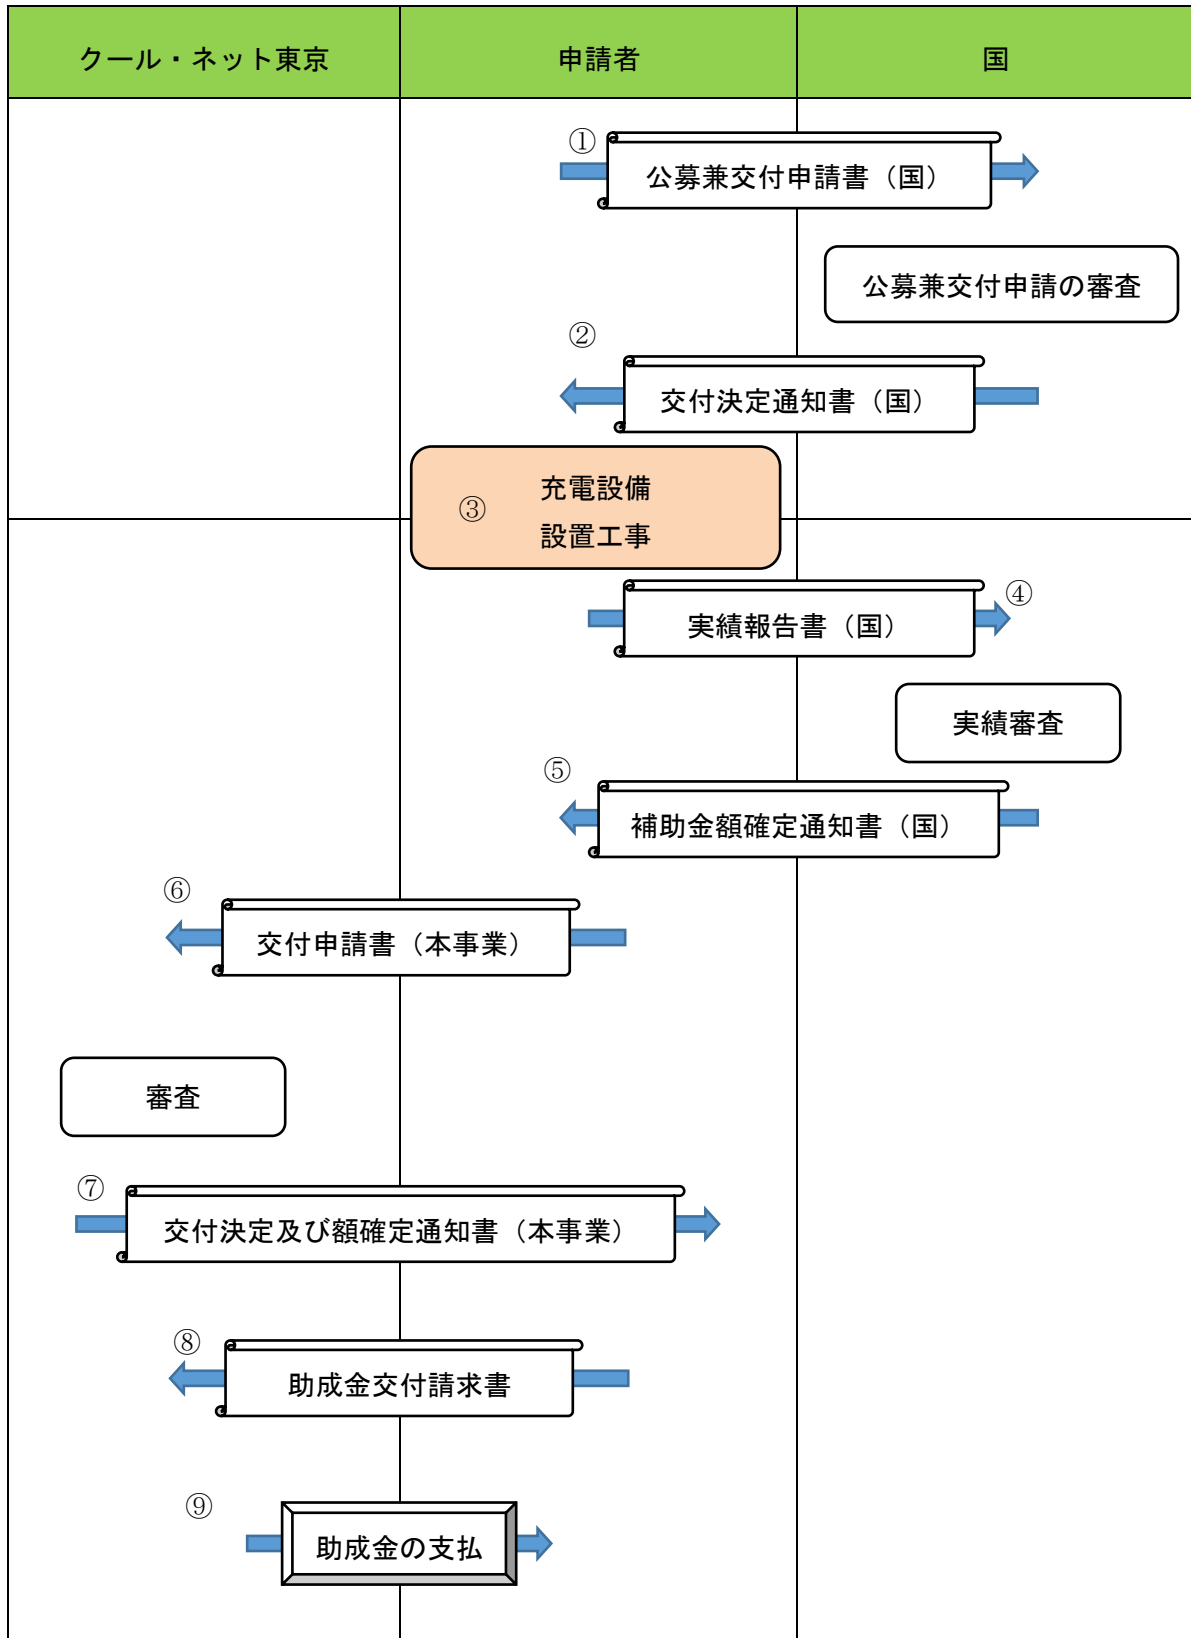 クール・ネット東京
申請者
国
①
公募兼交付申請書（国）
公募兼交付申請の審査
②
交付決定通知書（国）
③
充電設備
設置工事
④
実績報告書（国）
実績審査
⑤
補助金額確定通知書（国）
⑥
交付申請書（本事業）
審査
⑦
交付決定及び額確定通知書（本事業）
⑧
助成金交付請求書
⑨
助成金の支払